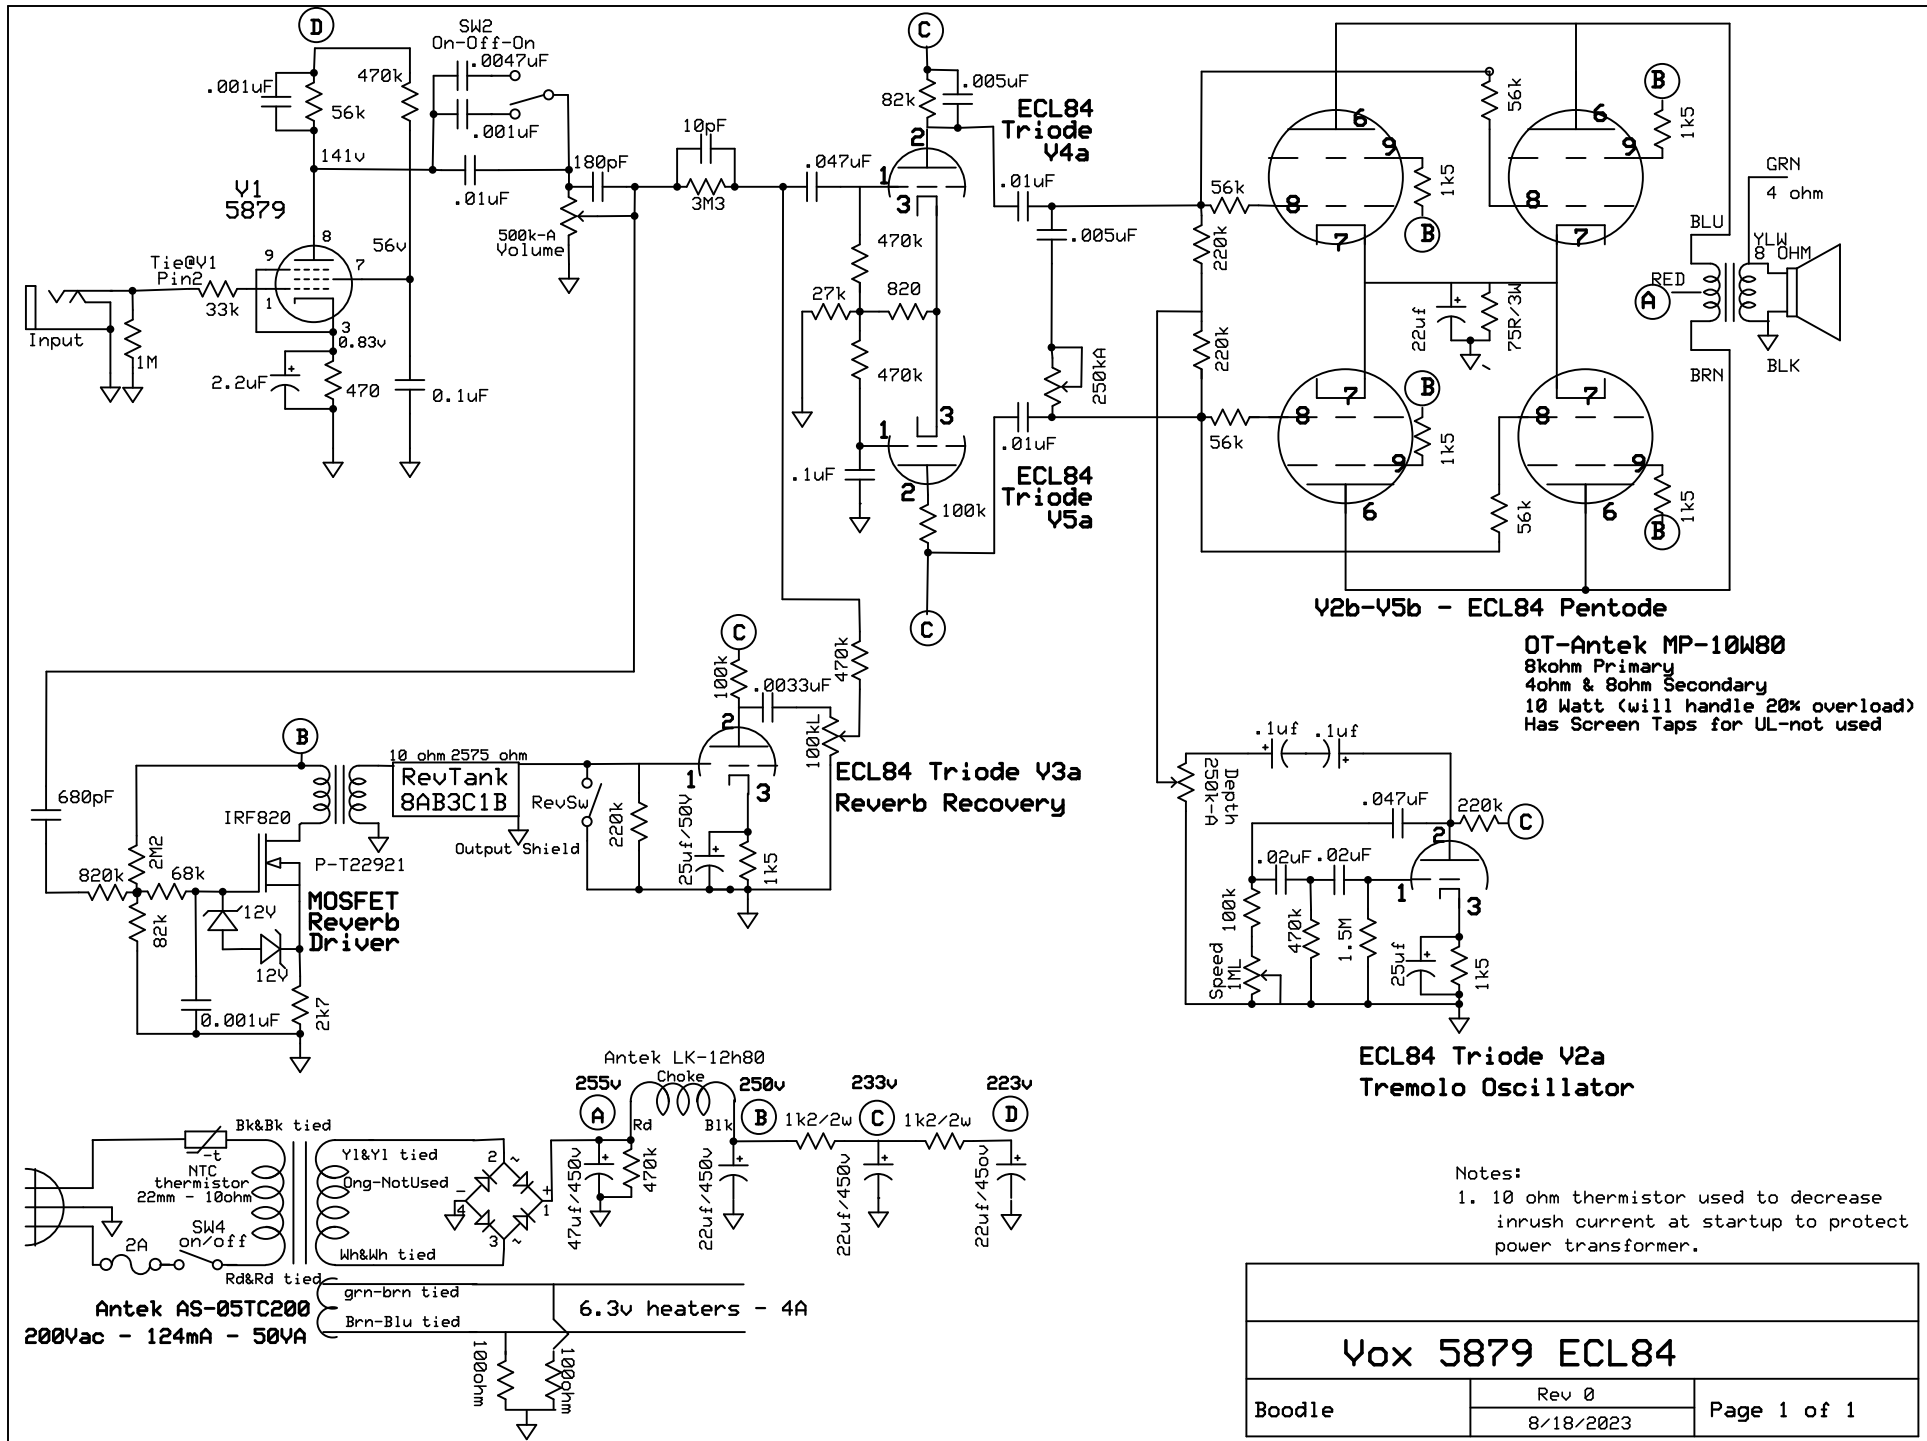 D
SW2
On-Off-On
.0047uF
.001uF
56k
470k
.001uF
141v
.01uF
180pF
10pF
3M3
.047uF
500k-A
Volume
V1
5879
8
9
7
1
3
56v
0.83v
Tie@V1
Pin2
33k
Input
1M
2.2uF
470
0.1uF
C
82k
.005uF
ECL84
Triode
V4a
2
1
3
.01uF
470k
27k
820
470k
.005uF
250kA
1
3
2
.1uF
.01uF
100k
ECL84
Triode
V5a
C
56k
220k
220k
56k
56k
56k
6
9
8
7
1k5
B
6
9
8
7
B
1k5
22uf
+
75R/3W
7
8
9
6
B
1k5
7
8
9
6
1k5
B
GRN
4 ohm
BLU
YLW
8 OHM
RED
A
BRN
BLK
V2b-V5b - ECL84 Pentode
OT-Antek MP-10W80
8kohm Primary
4ohm & 8ohm Secondary
10 Watt (will handle 20% overload)
Has Screen Taps for UL-not used
C
100k
.0033uF
470k
100kL
2
1
3
ECL84 Triode V3a
Reverb Recovery
B
10 ohm
2575 ohm
RevTank
8AB3C1B
RevSw
220k
Output Shield
25uf/50V
+
1k5
680pF
IRF820
P-T22921
2M2
820k
68k
82k
12V
12V
MOSFET
Reverb
Driver
0.001uF
2k7
.1uf
.1uf
+
+
Depth
250k-A
.047uF
220k
C
2
.02uF
.02uF
1
3
100k
470k
1.5M
Speed
1ML
25uf
+
1k5
ECL84 Triode V2a
Tremolo Oscillator
Antek LK-12h80
Choke
255v
A
Rd
Blk
250v
B
1k2/2w
233v
C
1k2/2w
223v
D
47uf/450v
470k
22uf/450v
22uf/450v
22uf/45ov
+
+
+
+
Bk&Bk tied
-t
NTC
thermistor
22mm - 10ohm
SW4
on/off
2A
Rd&Rd tied
Yl&Yl tied
Ong-NotUsed
Wh&Wh tied
2
~
-
4
+
1
3
~
Antek AS-05TC200
200Vac - 124mA - 50VA
grn-brn tied
Brn-Blu tied
6.3v heaters - 4A
100ohm
100ohm
Notes:
1. 10 ohm thermistor used to decrease
inrush current at startup to protect
power transformer.
Vox 5879 ECL84
Boodle
Rev 0
8/18/2023
Page 1 of 1